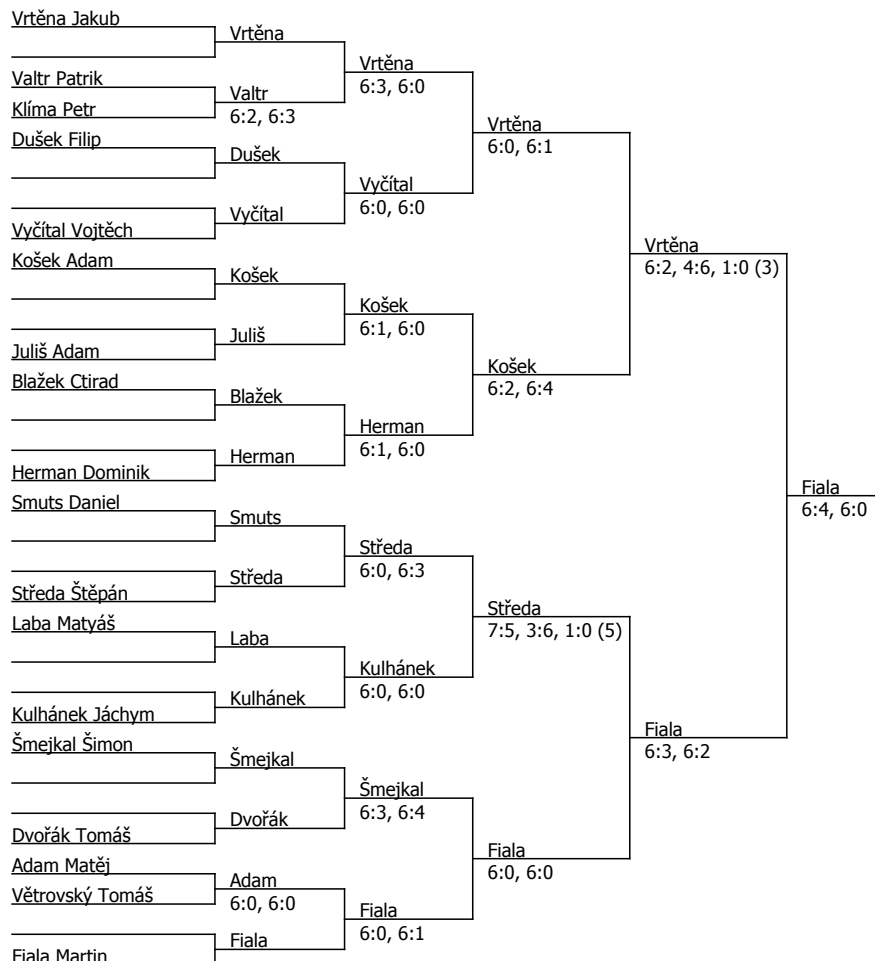 Vrtěna Jakub
Vrtěna
Vrtěna
6:3, 6:0
Valtr Patrik
Valtr
6:2, 6:3
Klíma Petr
Vrtěna
6:0, 6:1
Dušek Filip
Dušek
Vyčítal
6:0, 6:0
Vyčítal
Vyčítal Vojtěch
Vrtěna
6:2, 4:6, 1:0 (3)
Košek Adam
Košek
Košek
6:1, 6:0
Juliš
Juliš Adam
Košek
6:2, 6:4
Blažek Ctirad
Blažek
Herman
6:1, 6:0
Herman
Herman Dominik
Fiala
6:4, 6:0
Smuts Daniel
Smuts
Středa
6:0, 6:3
Středa
Středa Štěpán
Středa
7:5, 3:6, 1:0 (5)
Laba Matyáš
Laba
Kulhánek
6:0, 6:0
Kulhánek
Kulhánek Jáchym
Fiala
6:3, 6:2
Šmejkal Šimon
Šmejkal
Šmejkal
6:3, 6:4
Dvořák
Dvořák Tomáš
Fiala
6:0, 6:0
Adam Matěj
Adam
6:0, 6:0
Větrovský Tomáš
Fiala
6:0, 6:1
Fiala
Fiala Martin